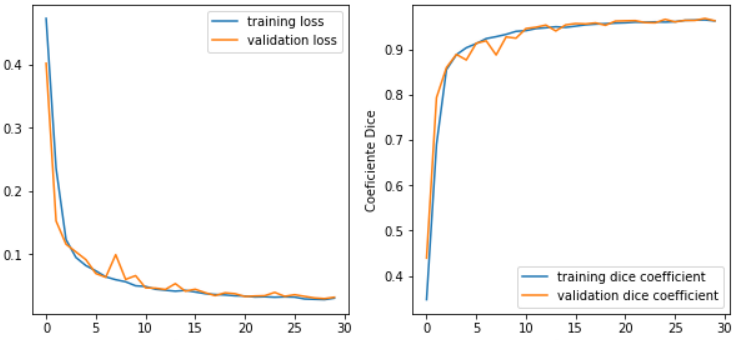 training loss
validation loss
0.4
0.3
0.2
0.1
0 5 10 15 20 25 30
Coeficiente Dice
0.9
0.8
0.7
0.6
0.5
0.4
training dice coefficient
validation dice coefficient
0 5 10 15 20 25 30